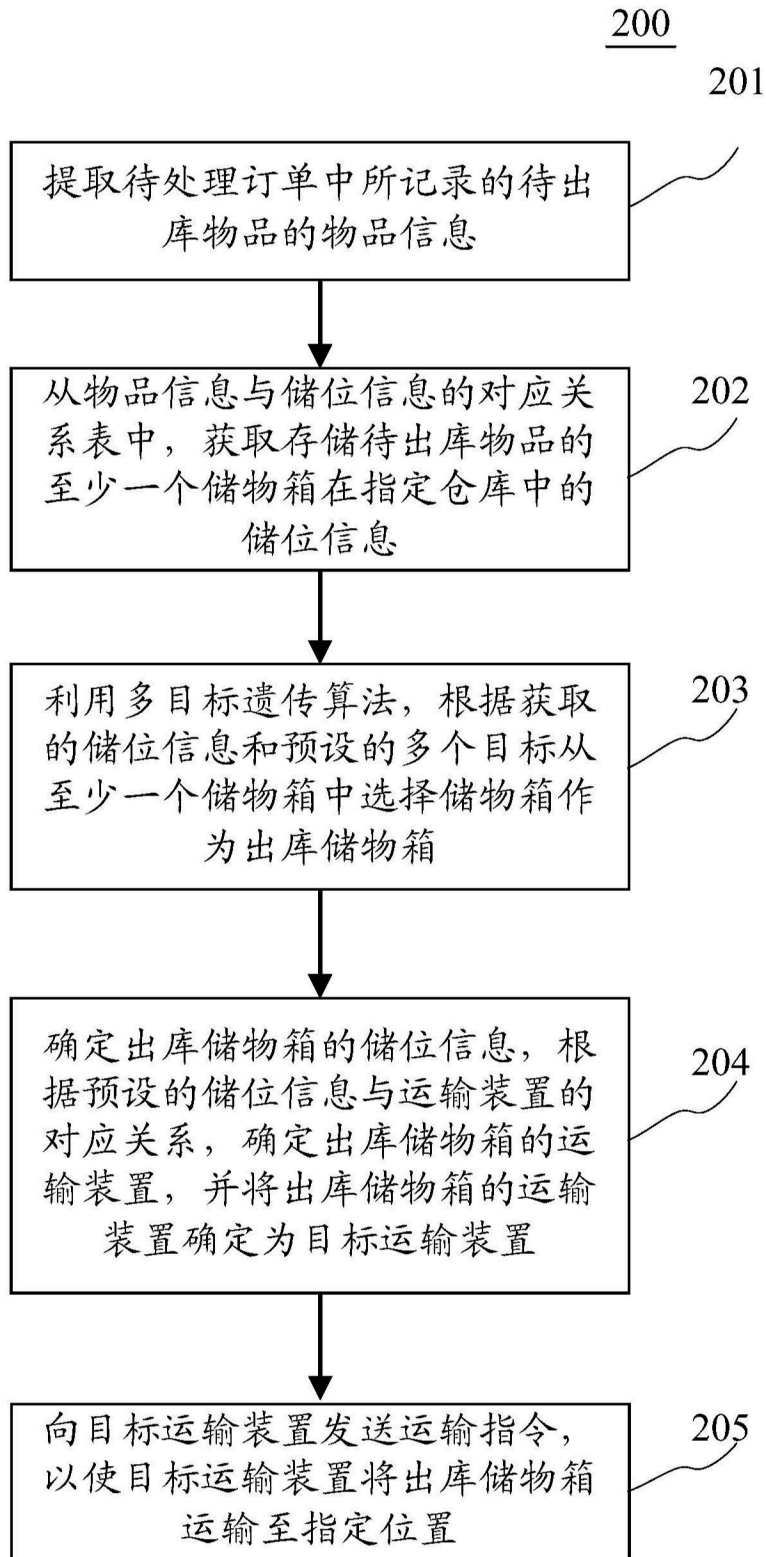 200
201
提取待处理订单中所记录的待出
库物品的物品信息
202
从物品信息与储位信息的对应关
系表中，获取存储待出库物品的
至少一个储物箱在指定仓库中的
储位信息
203
利用多目标遗传算法，根据获取
的储位信息和预设的多个目标从
至少一个储物箱中选择储物箱作
为出库储物箱
204
确定出库储物箱的储位信息，根
据预设的储位信息与运输装置的
对应关系，确定出库储物箱的运
输装置，并将出库储物箱的运输
装置确定为目标运输装置
205
向目标运输装置发送运输指令，
以使目标运输装置将出库储物箱
运输至指定位置